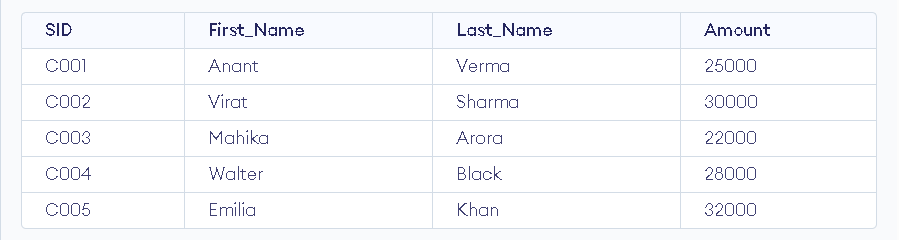 SID First_Name Last_Name Amount
C001 Anant Verma 25000
C002 Virat Sharma 30000
C003 Mahika Arora 22000
C004 Walter Black 28000
C005 Emilia Khan 32000